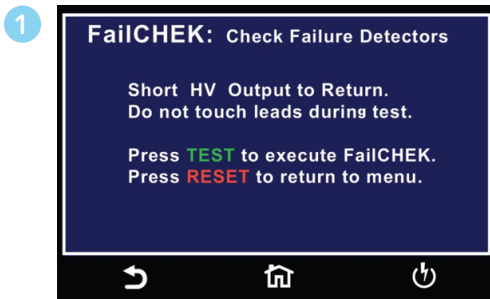 1
FailCHEK: Check Failure Detectors
Short HV Output to Return.
Do not touch leads during test.
Press TEST to execute FailCHEK.
Press RESET to return to menu.